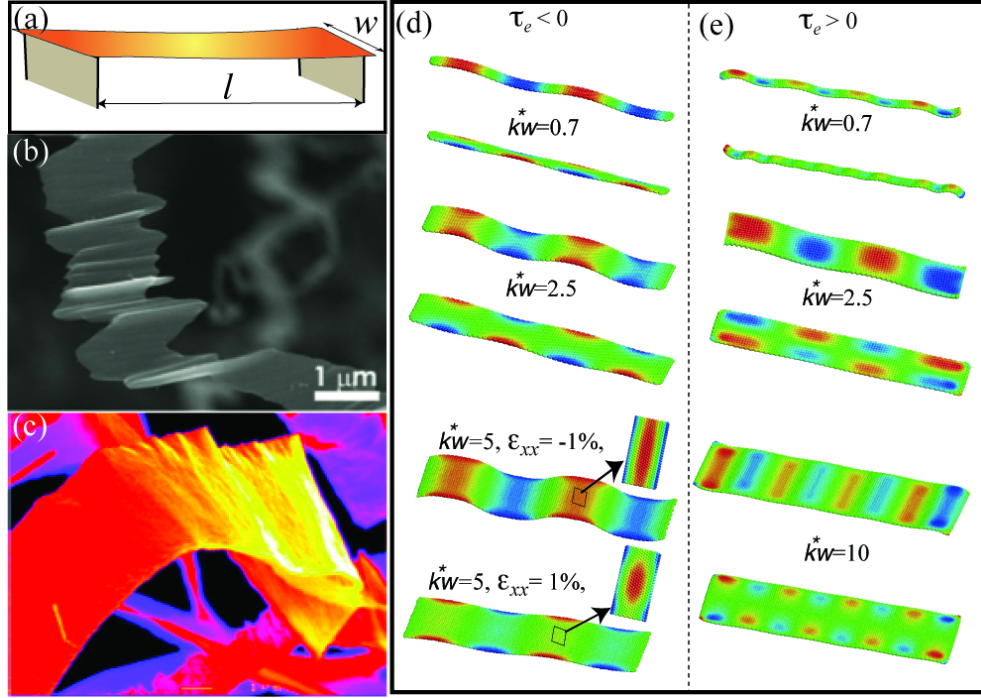 (a)
w
l
(b)
1 μm
(c)
(d)
τe < 0
k*w=0.7
k*w=2.5
k*w=5, εxx= -1%,
k*w=5, εxx= 1%,
(e)
τe > 0
k*w=0.7
k*w=2.5
k*w=10